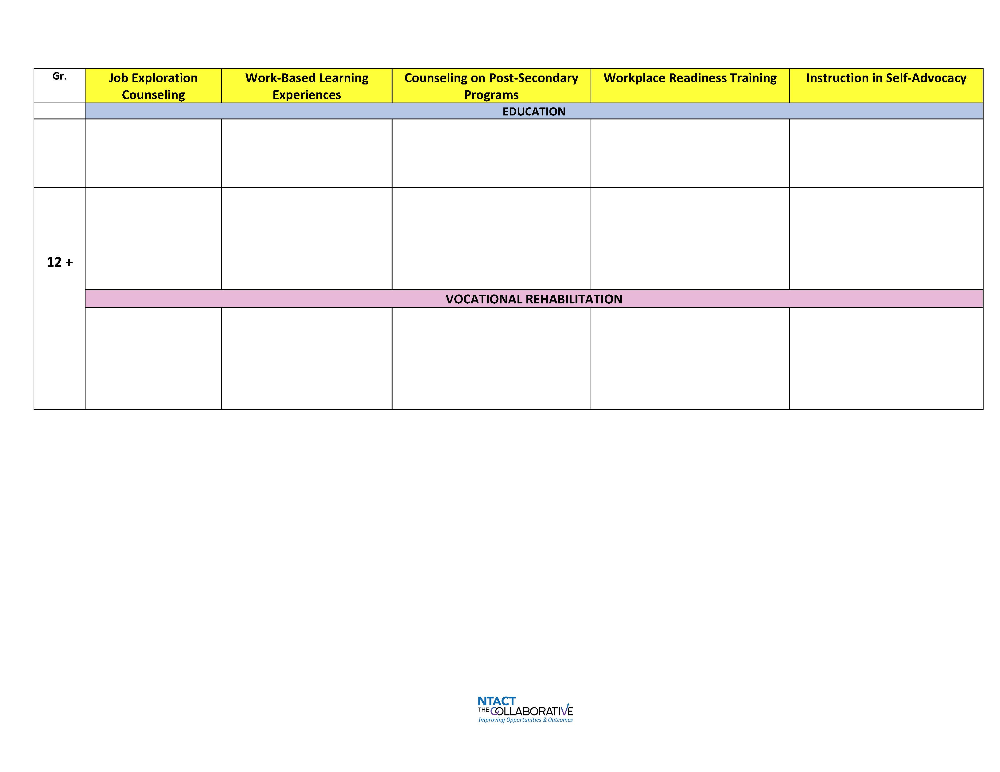 Gr.
Job Exploration
Counseling
Work-Based Learning
Experiences
Counseling on Post-Secondary
Programs
Workplace Readiness Training
Instruction in Self-Advocacy
EDUCATION
12 +
VOCATIONAL REHABILITATION
NTACT
THE COLLABORATIVE
Improving Opportunities & Outcomes